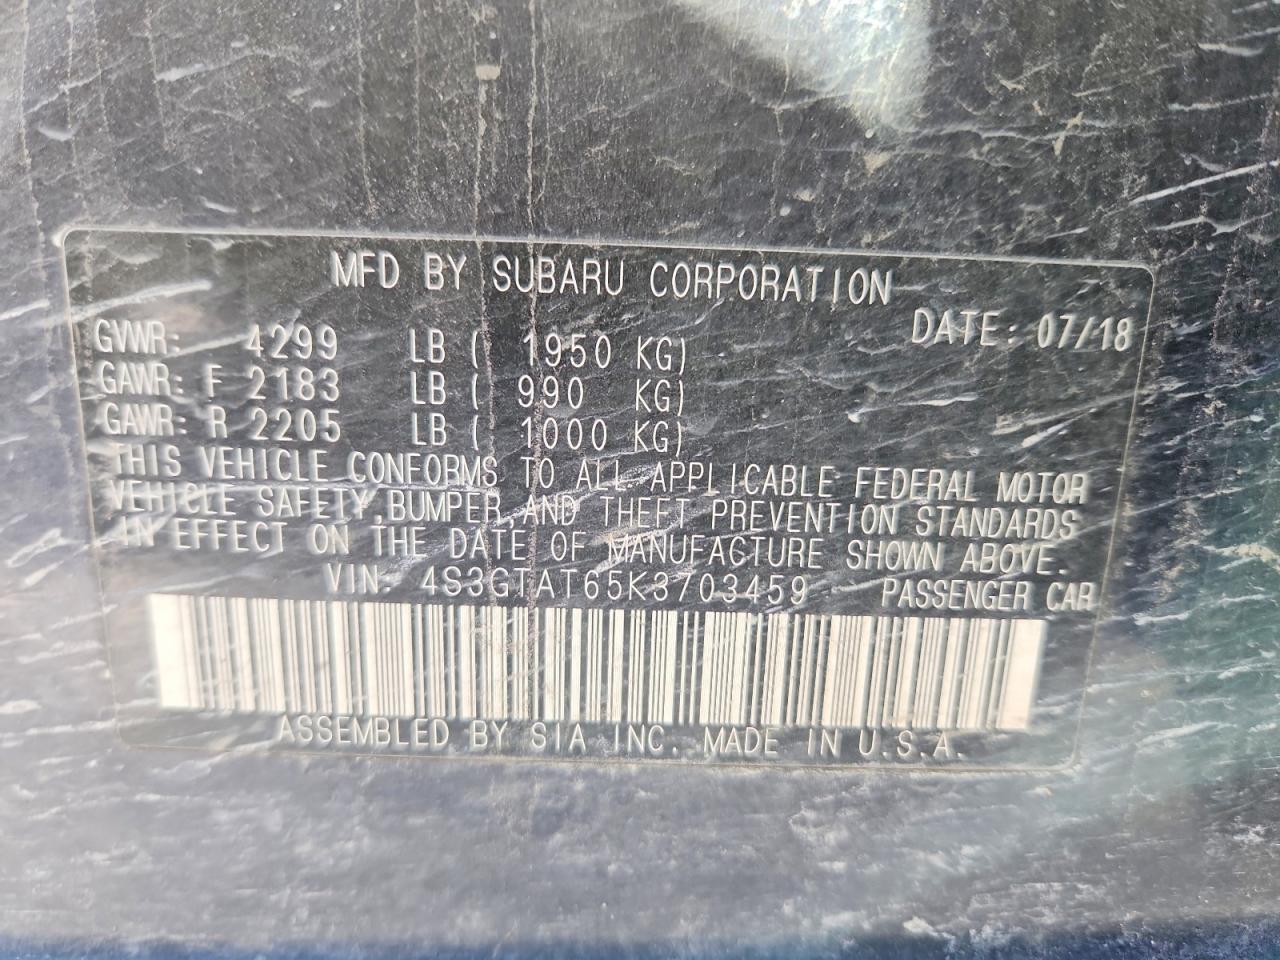 MFD BY SUBARU CORPORATION
DATE: 07/18
GVWR: 4299 LB ( 1950 KG)
GAWR: F 2183 LB ( 990 KG)
GAWR: R 2205 LB ( 1000 KG)
THIS VEHICLE CONFORMS TO ALL APPLICABLE FEDERAL MOTOR
VEHICLE SAFETY, BUMPER, AND THEFT PREVENTION STANDARDS
IN EFFECT ON THE DATE OF MANUFACTURE SHOWN ABOVE.
VIN: 4S3GTAT65K3703459 PASSENGER CAR
ASSEMBLED BY SIA INC. MADE IN U.S.A.